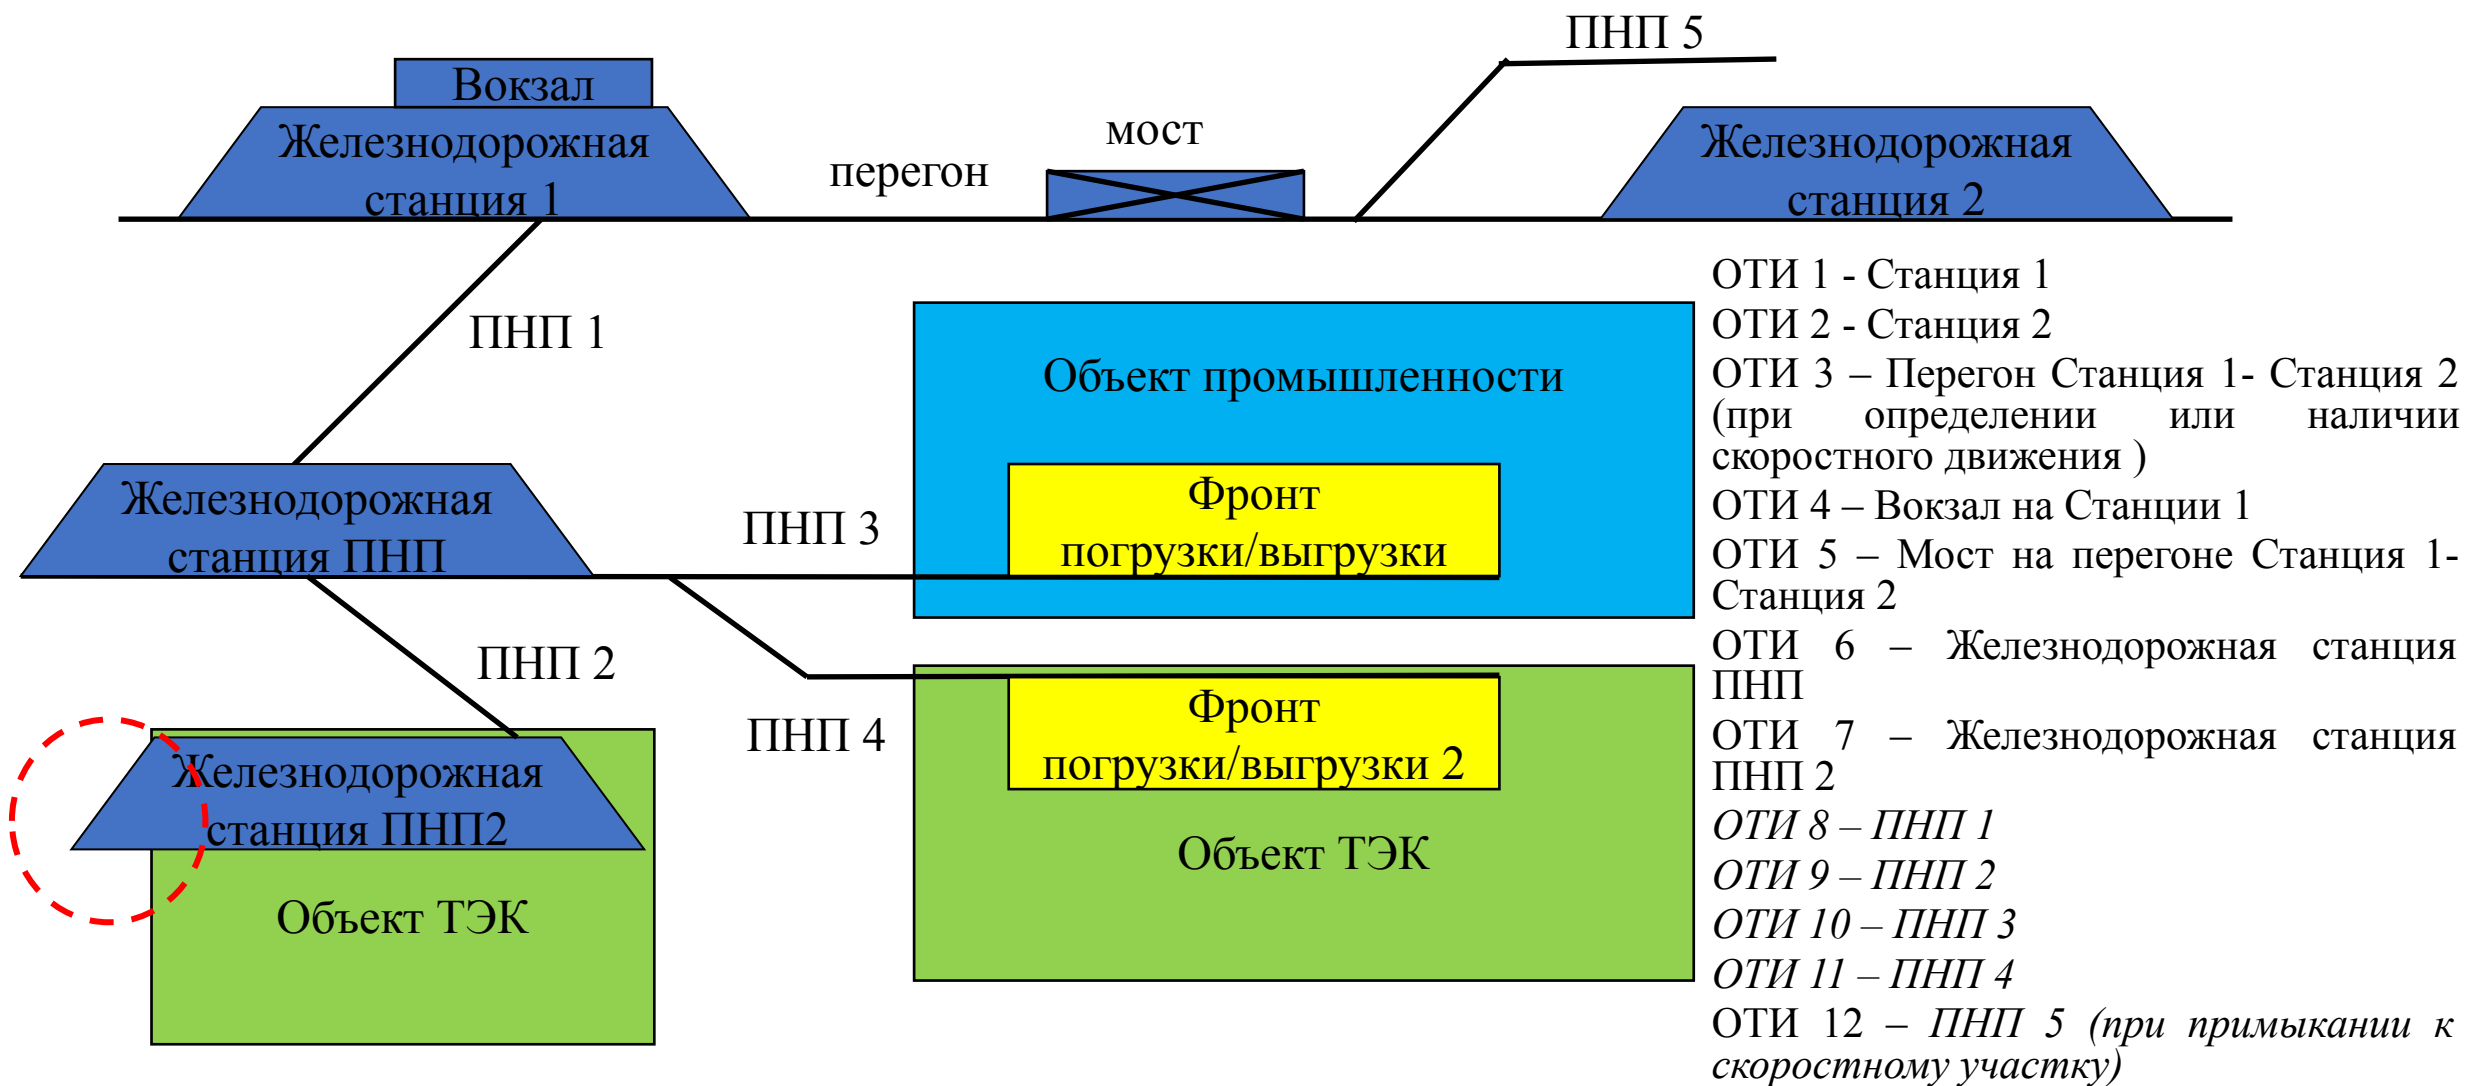 ПНП 5
Вокзал
Железнодорожная
станция 1
перегон
мост
Железнодорожная
станция 2
ПНП 1
Объект промышленности
Железнодорожная
станция ПНП
ПНП 3
Фронт
погрузки/выгрузки
ПНП 2
ПНП 4
Фронт
погрузки/выгрузки 2
Железнодорожная
станция ПНП2
Объект ТЭК
Объект ТЭК
ОТИ 1 - Станция 1
ОТИ 2 - Станция 2
ОТИ 3 – Перегон Станция 1- Станция 2
(при определении или наличии
скоростного движения )
ОТИ 4 – Вокзал на Станции 1
ОТИ 5 – Мост на перегоне Станция 1-
Станция 2
ОТИ 6 – Железнодорожная станция
ПНП
ОТИ 7 – Железнодорожная станция
ПНП 2
ОТИ 8 – ПНП 1
ОТИ 9 – ПНП 2
ОТИ 10 – ПНП 3
ОТИ 11 – ПНП 4
ОТИ 12 – ПНП 5 (при примыкании к
скоростному участку)